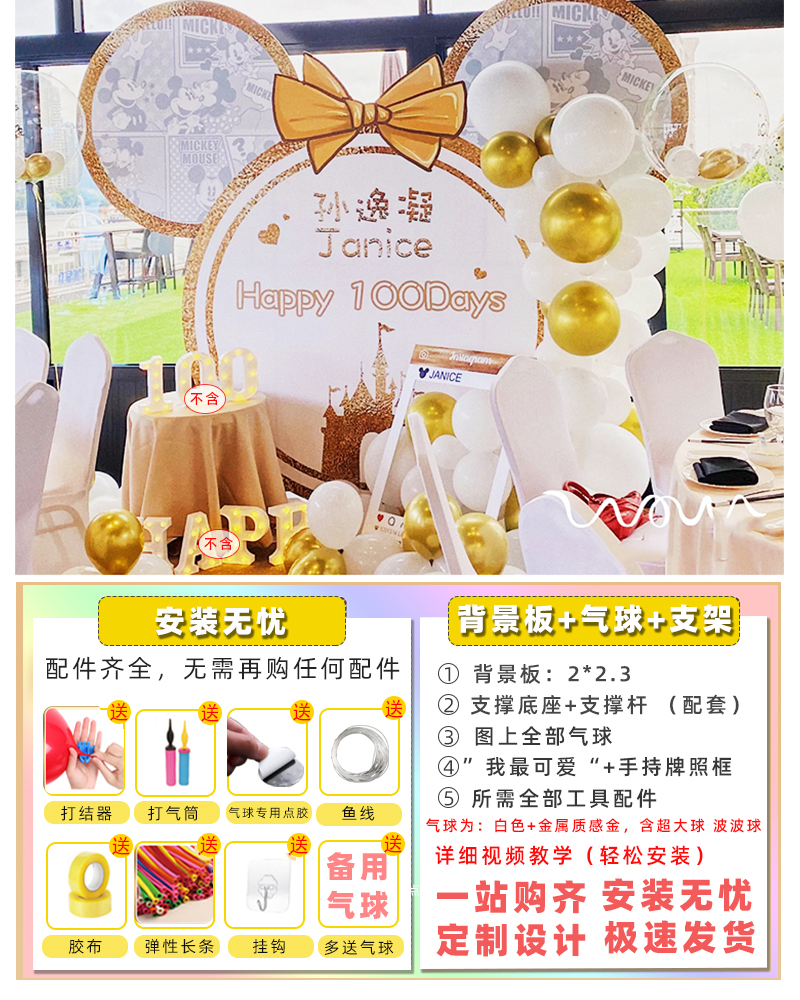 HELLO!!
MICKEY
MICKEY
MICKEY
MOUSE
孙逸凝
Janice
Happy 100Days
100
不含
Instagram
JANICE
HAPP
不含
安装无忧
配件齐全，无需再购任何配件
送 送 送 送
打结器 打气筒 气球专用点胶 鱼线
送 送 送 送
备用
气球
胶布 弹性长条 挂钩 多送气球
背景板+气球+支架
① 背景板：2*2.3
② 支撑底座+支撑杆 （配套）
③ 图上全部气球
④” 我最可爱 “+手持牌照框
⑤ 所需全部工具配件
气球为：白色+金属质感金，含超大球 波波球
详细视频教学（轻松安装）
一站购齐 安装无忧
定制设计 极速发货